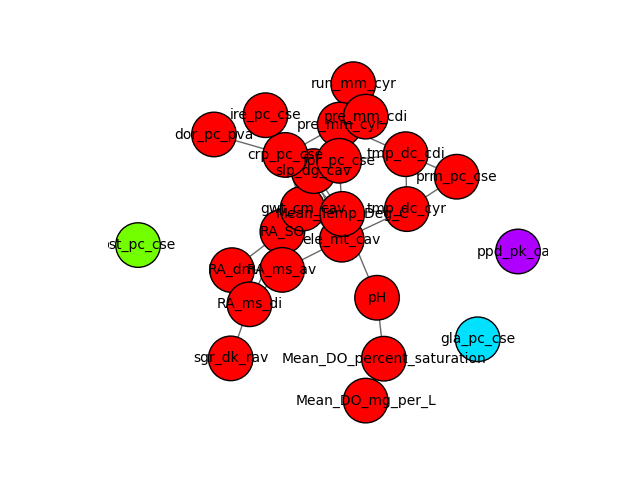 run_mm_cyr
ire_pc_cse
pre_mm_cdi
pre_mm_cyr
dor_pc_pva
crp_pc_cse
tmp_dc_cdi
slp_dg_cav
prm_pc_cse
gwt_cm_cav
Mean_Temp_Deg_C
tmp_dc_cyr
RA_SO
ele_mt_cav
st_pc_cse
ppd_pk_ca
RA_dm
RA_ms_av
RA_ms_di
pH
gla_pc_cse
sgr_dk_rav
Mean_DO_percent_saturation
Mean_DO_mg_per_L